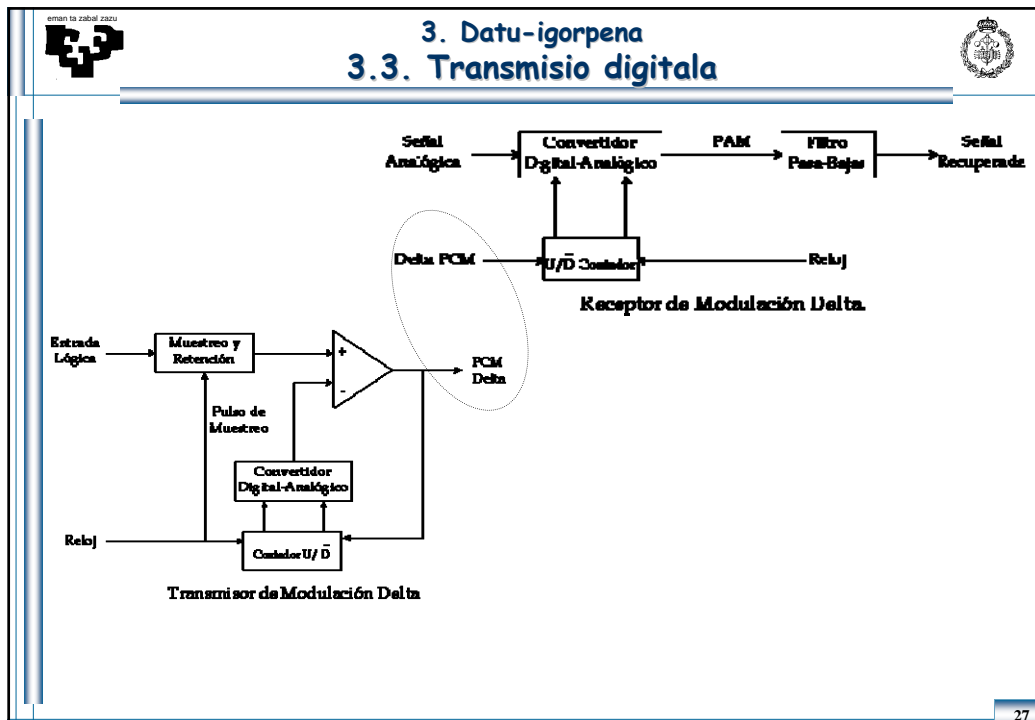 eman ta zabal zazu
3. Datu-igorpena
3.3. Transmisio digitala
Señal
Analógica
Convertidor
Digital-Analógico
PAM
Filtro
Pasa-Bajas
Señal
Recuperada
Delta PCM
U/D̅ Contador
Reloj
Receptor de Modulación Delta.
Entrada
Lógica
Muestreo y
Retención
+
-
PCM
Delta
Pulso de
Muestreo
Convertidor
Digital-Analógico
Reloj
Contador U/ D̅
Transmisor de Modulación Delta
27